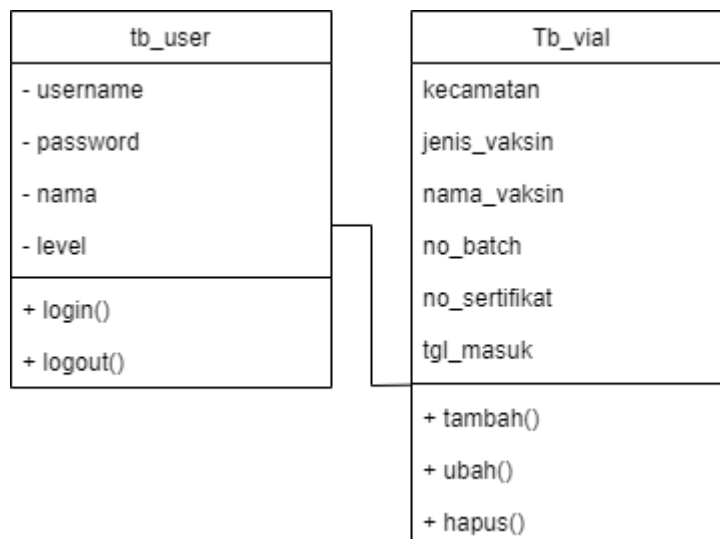 tb_user
- username
- password
- nama
- level
+ login()
+ logout()
Tb_vial
kecamatan
jenis_vaksin
nama_vaksin
no_batch
no_sertifikat
tgl_masuk
+ tambah()
+ ubah()
+ hapus()